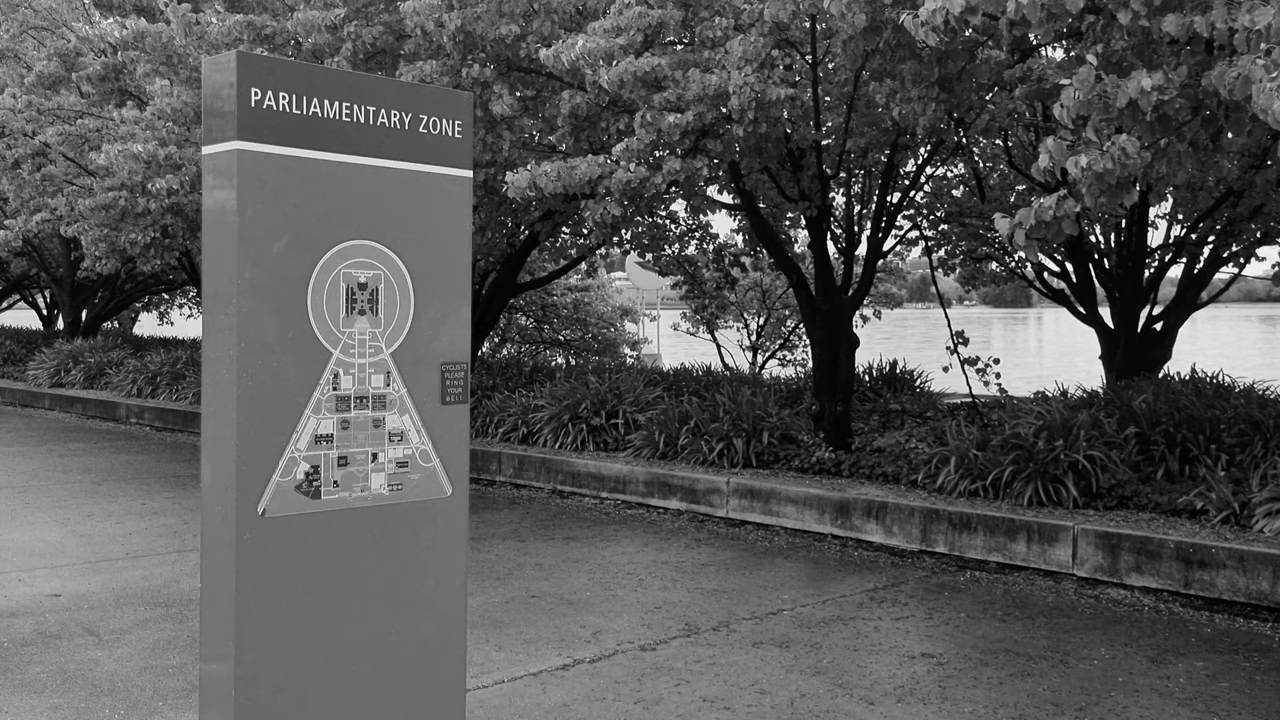 PARLIAMENTARY ZONE
CYCLISTS
PLEASE
RING
YOUR
BELL